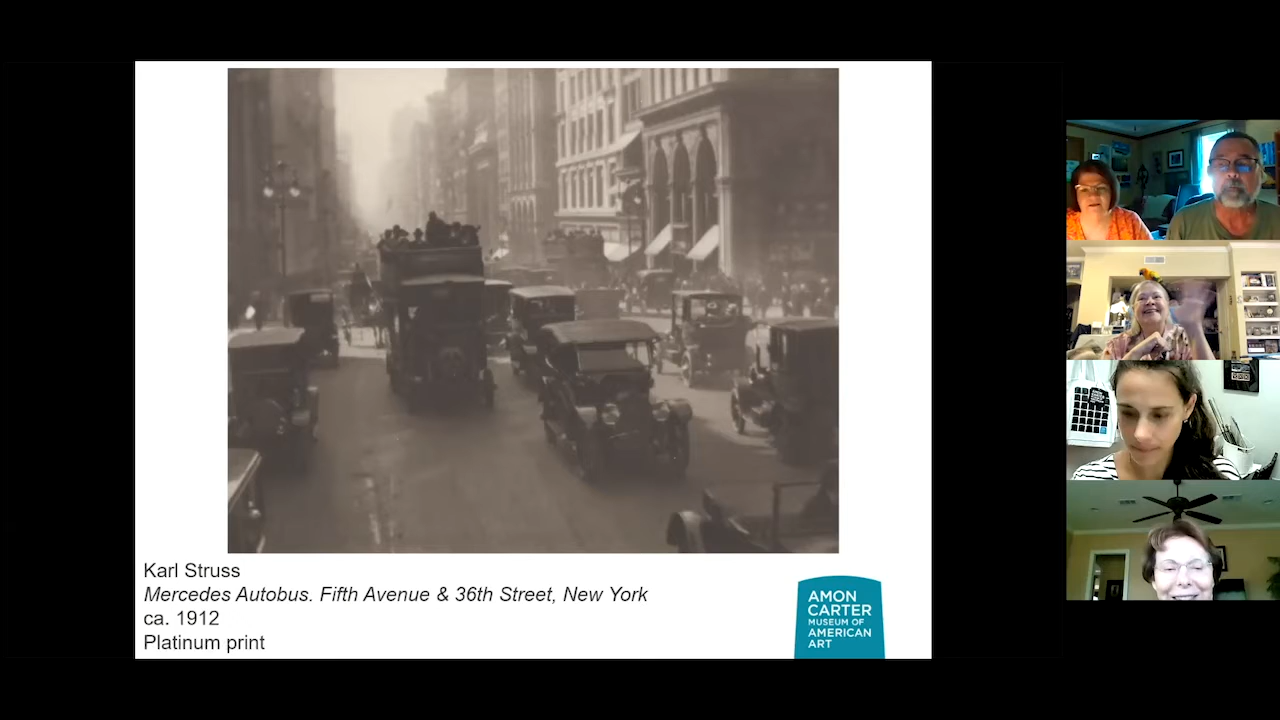 Karl Struss
Mercedes Autobus. Fifth Avenue & 36th Street, New York
ca. 1912
Platinum print
AMON
CARTER
MUSEUM OF
AMERICAN
ART